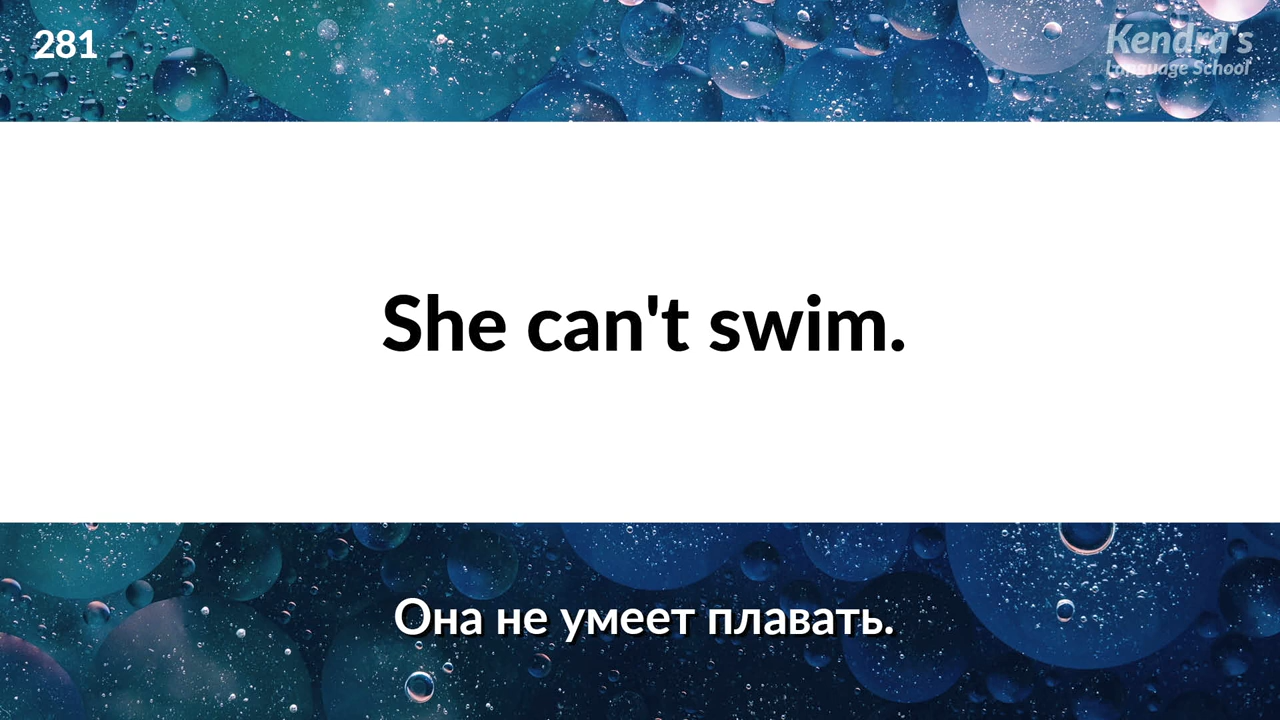 281
Kendra's
Language School
She can't swim.
Она не умеет плавать.